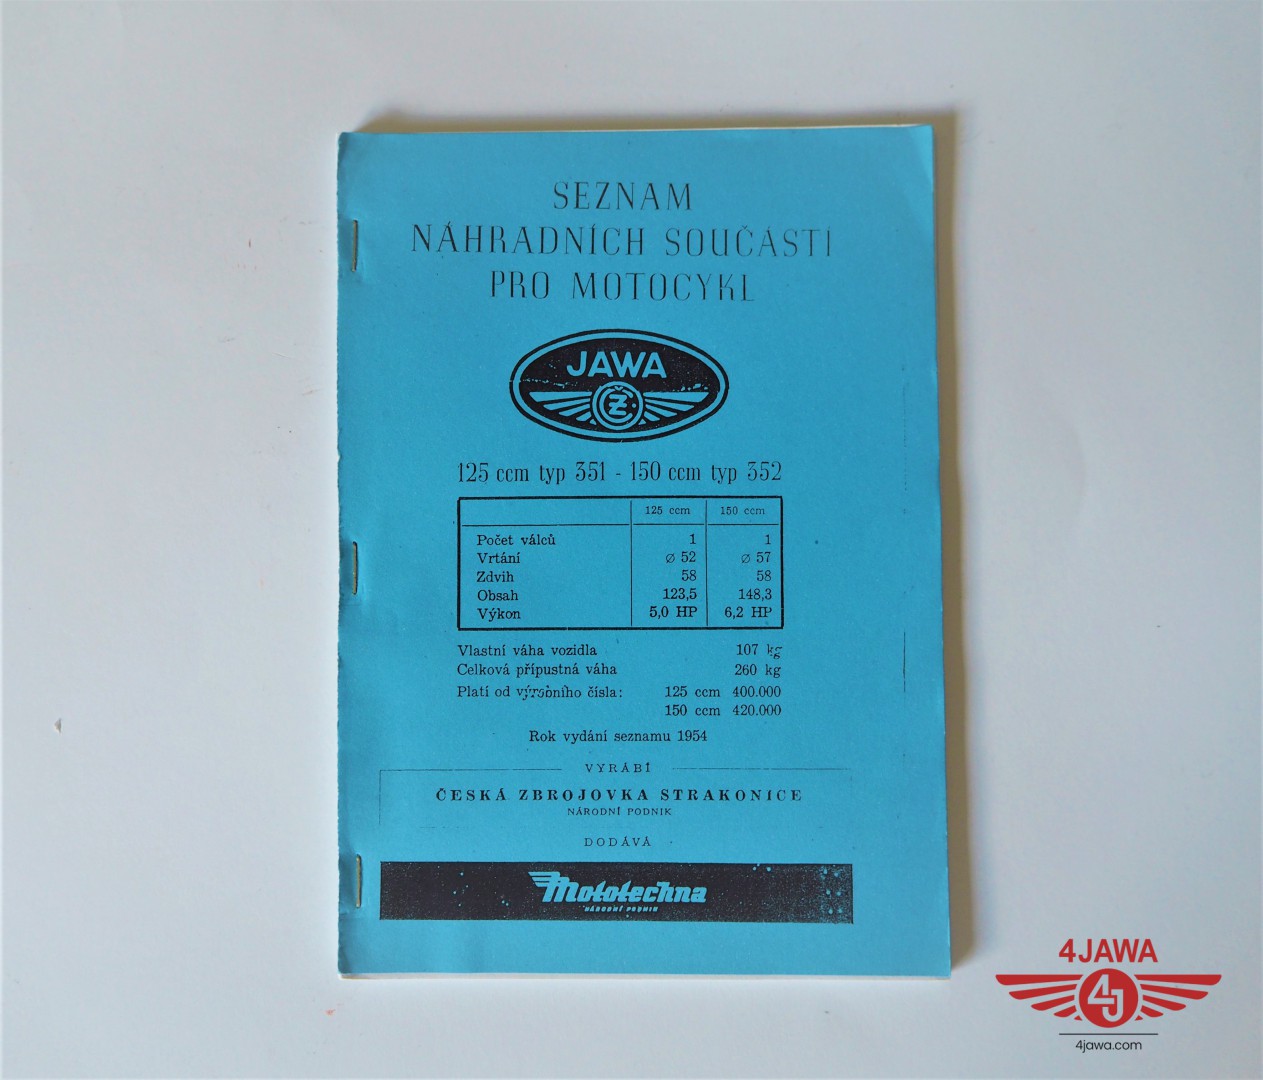 SEZNAM
NÁHRADNÍCH SOUČÁSTÍ
PRO MOTOCYKL
JAWA
ČZ
125 ccm typ 351 - 150 ccm typ 352
125 ccm 150 ccm
Počet válců 1 1
Vrtání ⌀ 52 ⌀ 57
Zdvih 58 58
Obsah 123,5 148,3
Výkon 5,0 HP 6,2 HP
Vlastní váha vozidla 107 kg
Celková přípustná váha 260 kg
Platí od výrobního čísla: 125 ccm 400.000
150 ccm 420.000
Rok vydání seznamu 1954
VYRÁBÍ
ČESKÁ ZBROJOVKA STRAKONICE
NÁRODNÍ PODNIK
DODÁVÁ
Mototechna
NÁRODNÍ PODNIK
4JAWA
4J
4jawa.com